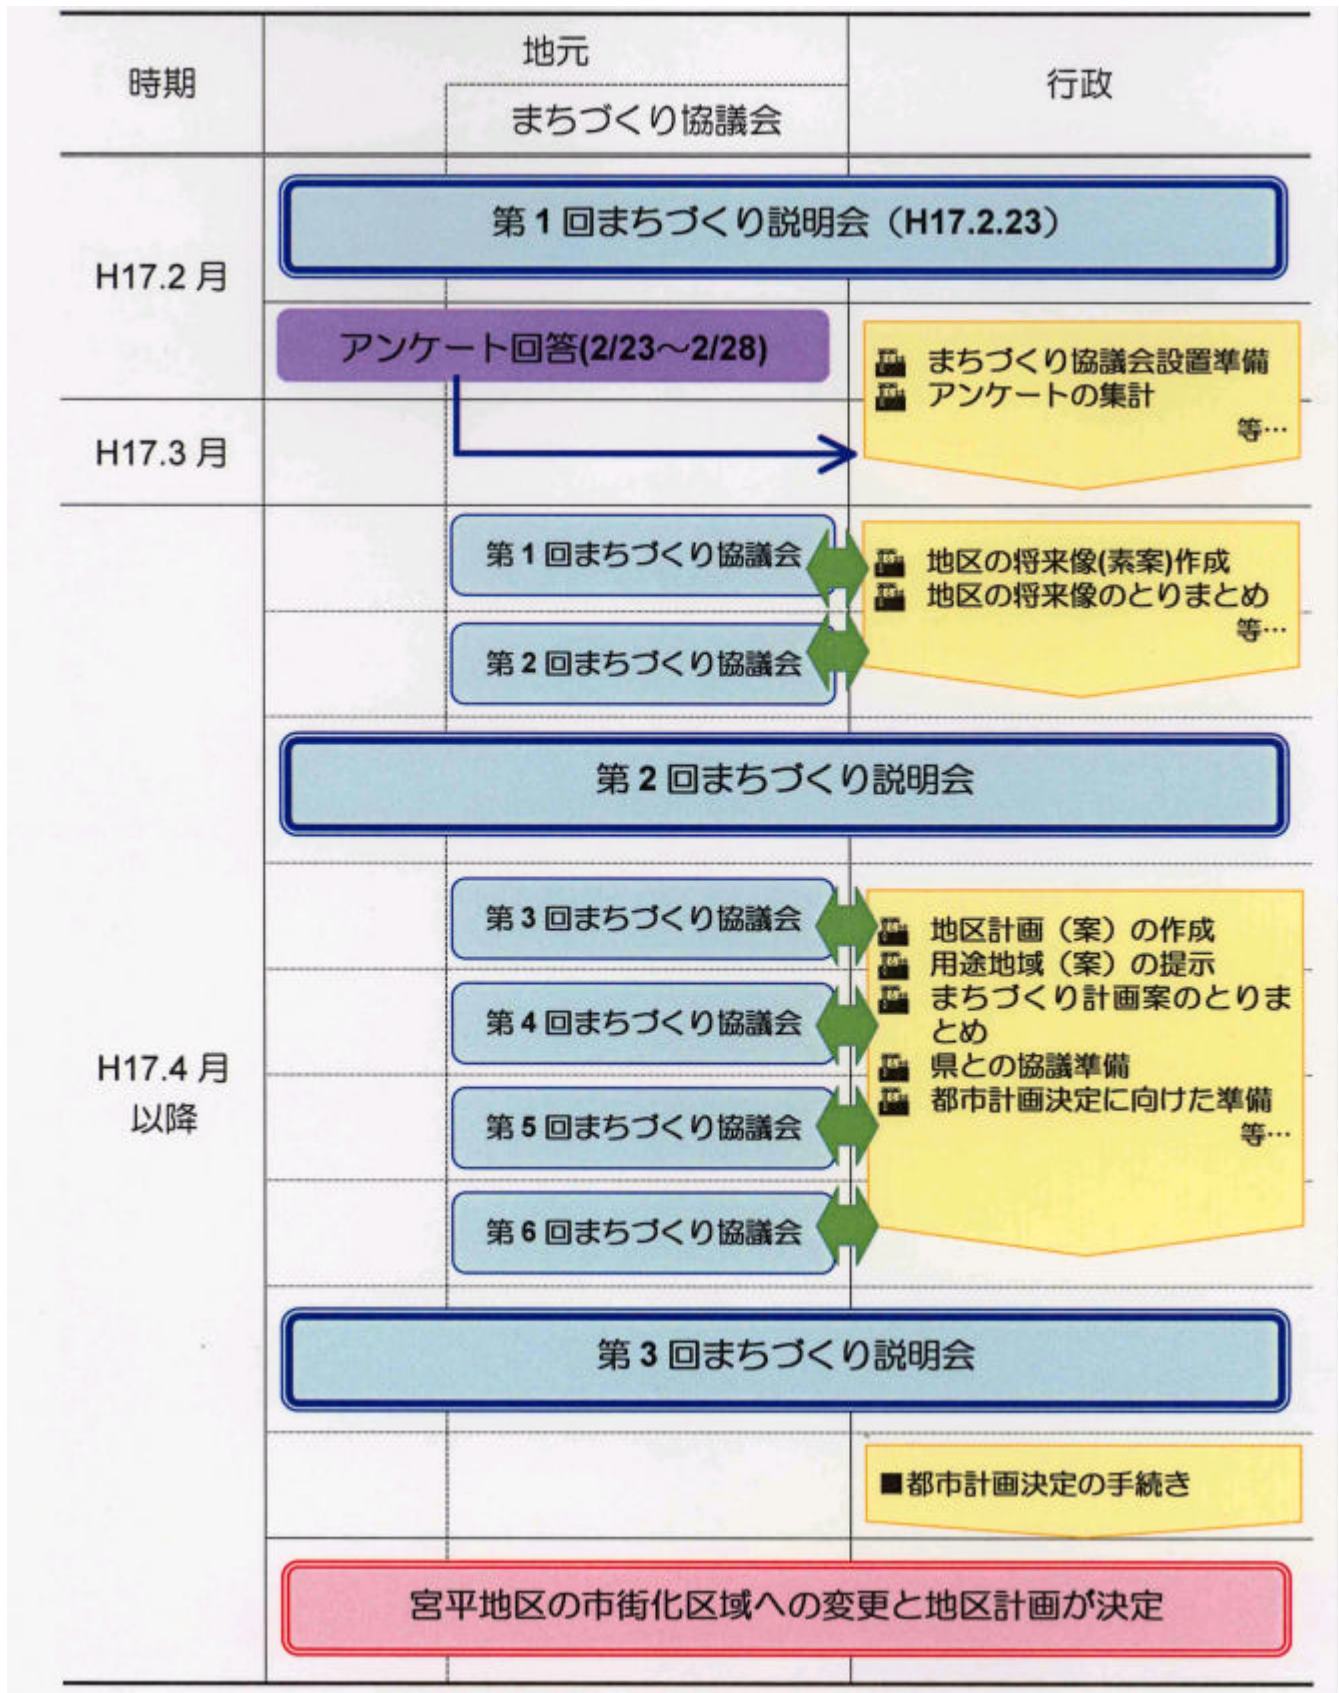 時期
地元
まちづくり協議会
行政
H17.2 月
第 1 回まちづくり説明会（H17.2.23）
アンケート回答(2/23～2/28)
まちづくり協議会設置準備
アンケートの集計
等…
H17.3 月
第 1 回まちづくり協議会
第 2 回まちづくり協議会
地区の将来像(素案)作成
地区の将来像のとりまとめ
等…
第 2 回まちづくり説明会
H17.4 月
以降
第 3 回まちづくり協議会
第 4 回まちづくり協議会
第 5 回まちづくり協議会
第 6 回まちづくり協議会
地区計画（案）の作成
用途地域（案）の提示
まちづくり計画案のとりま
とめ
県との協議準備
都市計画決定に向けた準備
等…
第 3 回まちづくり説明会
■都市計画決定の手続き
宮平地区の市街化区域への変更と地区計画が決定